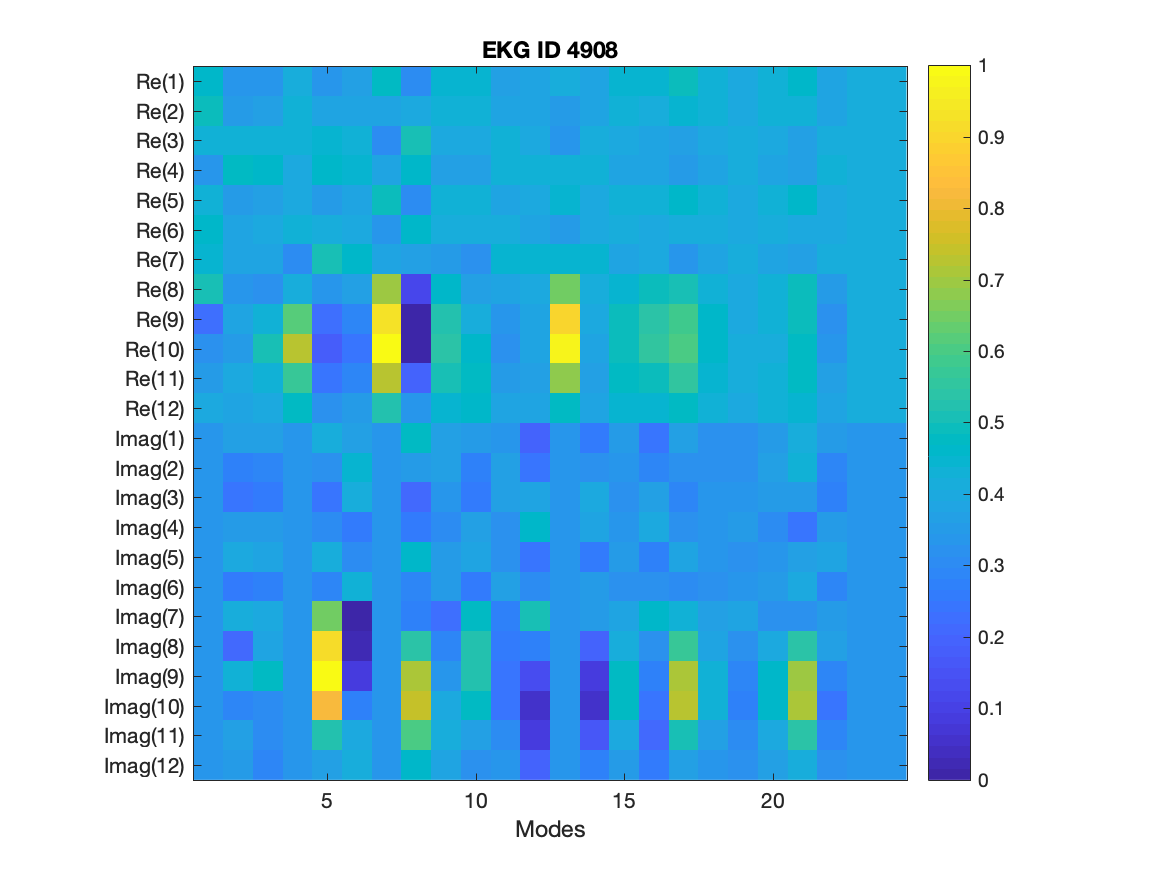 EKG ID 4908
Re(1)
Re(2)
Re(3)
Re(4)
Re(5)
Re(6)
Re(7)
Re(8)
Re(9)
Re(10)
Re(11)
Re(12)
Imag(1)
Imag(2)
Imag(3)
Imag(4)
Imag(5)
Imag(6)
Imag(7)
Imag(8)
Imag(9)
Imag(10)
Imag(11)
Imag(12)
5 10 15 20
Modes
1
0.9
0.8
0.7
0.6
0.5
0.4
0.3
0.2
0.1
0